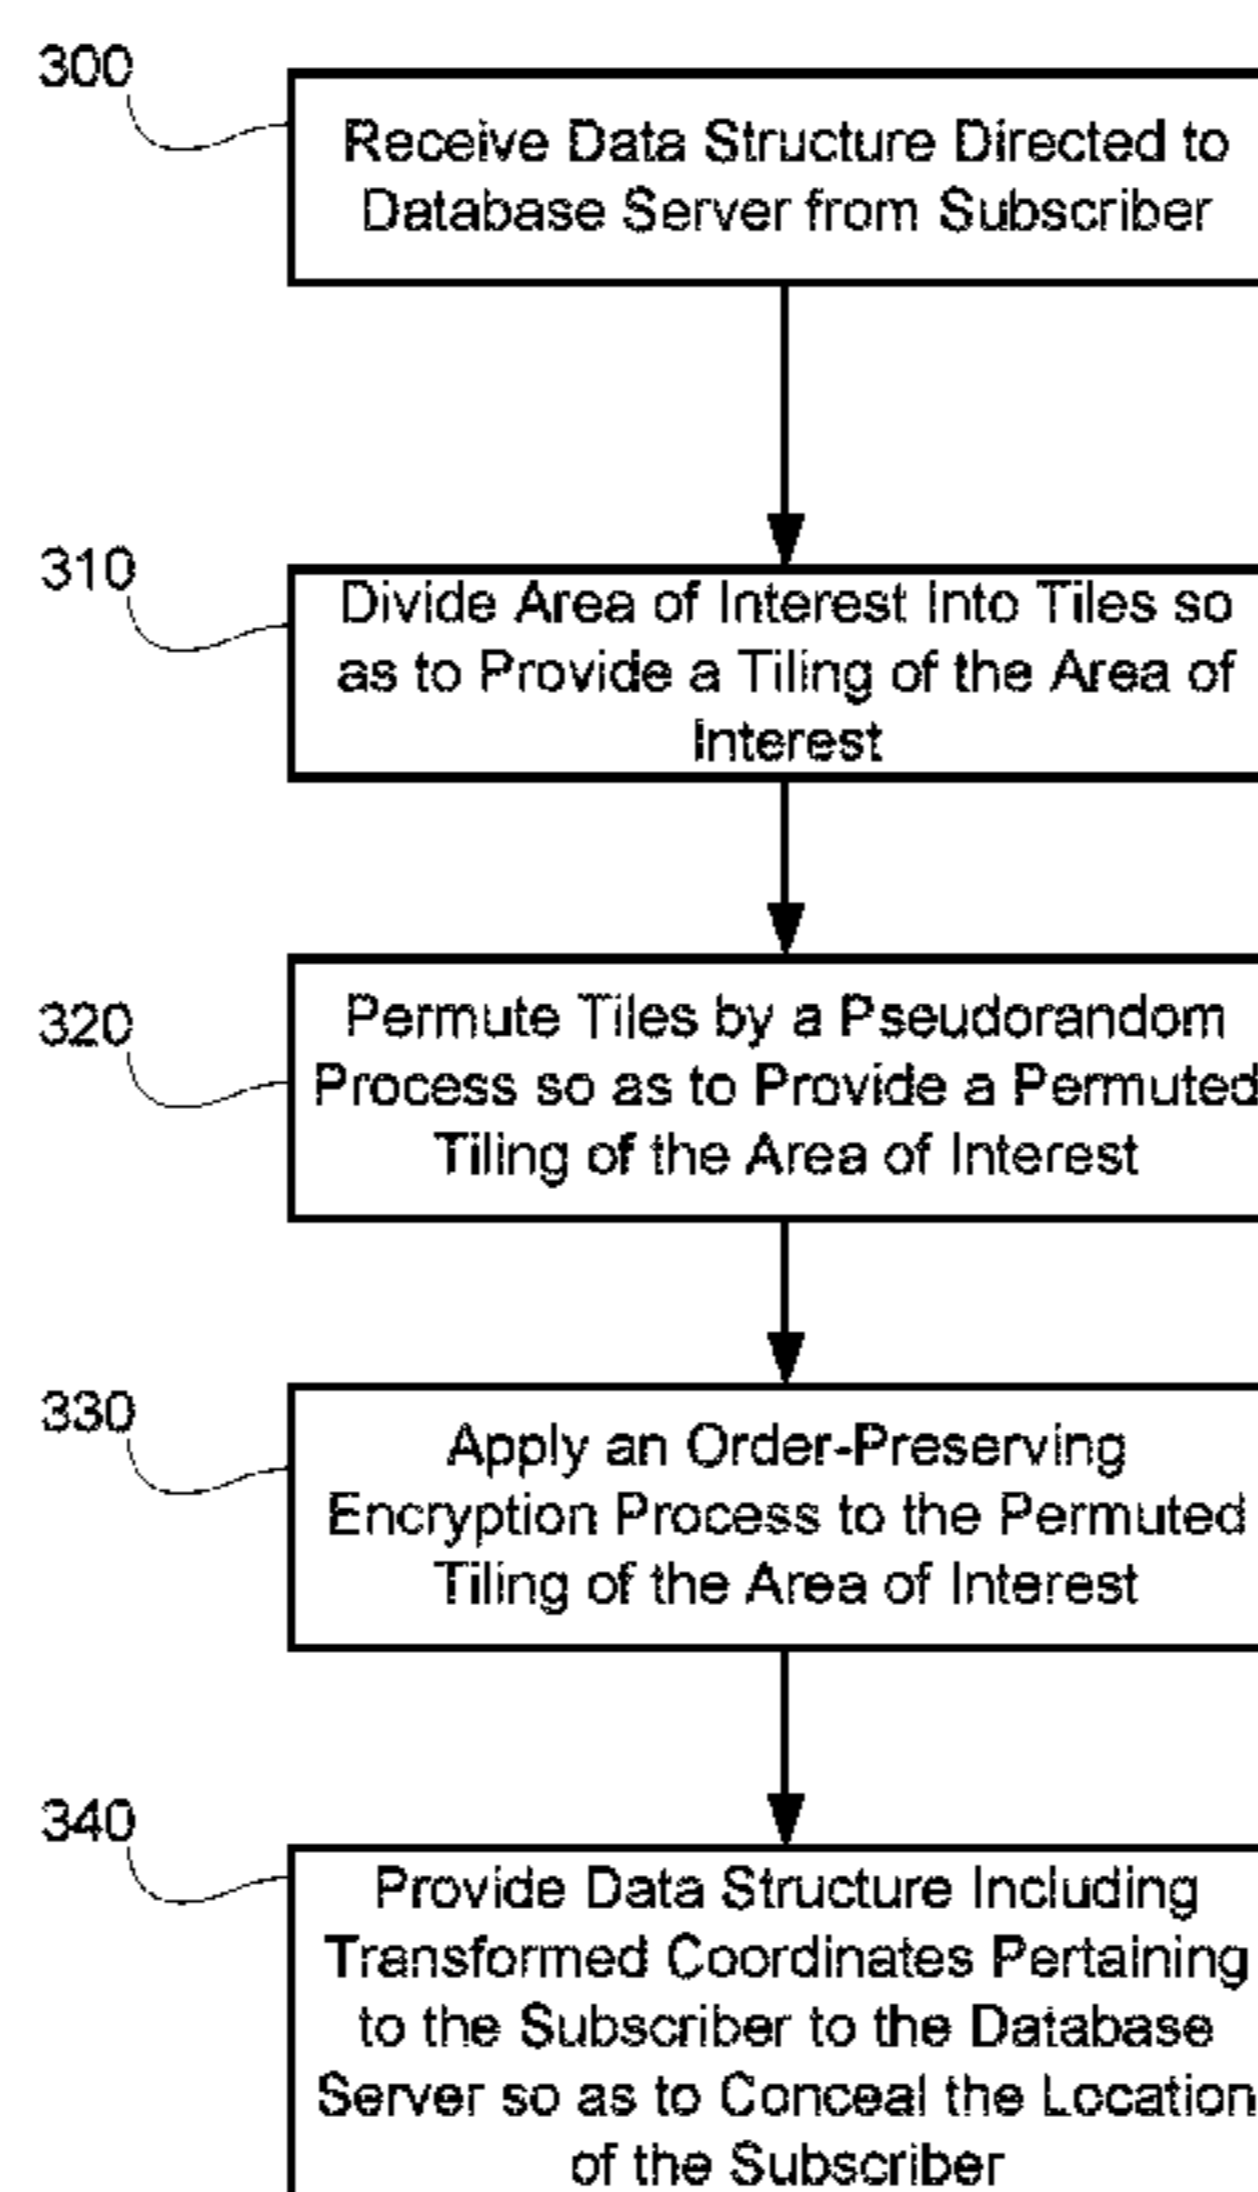 300
Receive Data Structure Directed to
Database Server from Subscriber
310
Divide Area of Interest Into Tiles so
as to Provide a Tiling of the Area of
Interest
320
Permute Tiles by a Pseudorandom
Process so as to Provide a Permuted
Tiling of the Area of Interest
330
Apply an Order-Preserving
Encryption Process to the Permuted
Tiling of the Area of Interest
340
Provide Data Structure Including
Transformed Coordinates Pertaining
to the Subscriber to the Database
Server so as to Conceal the Location
of the Subscriber